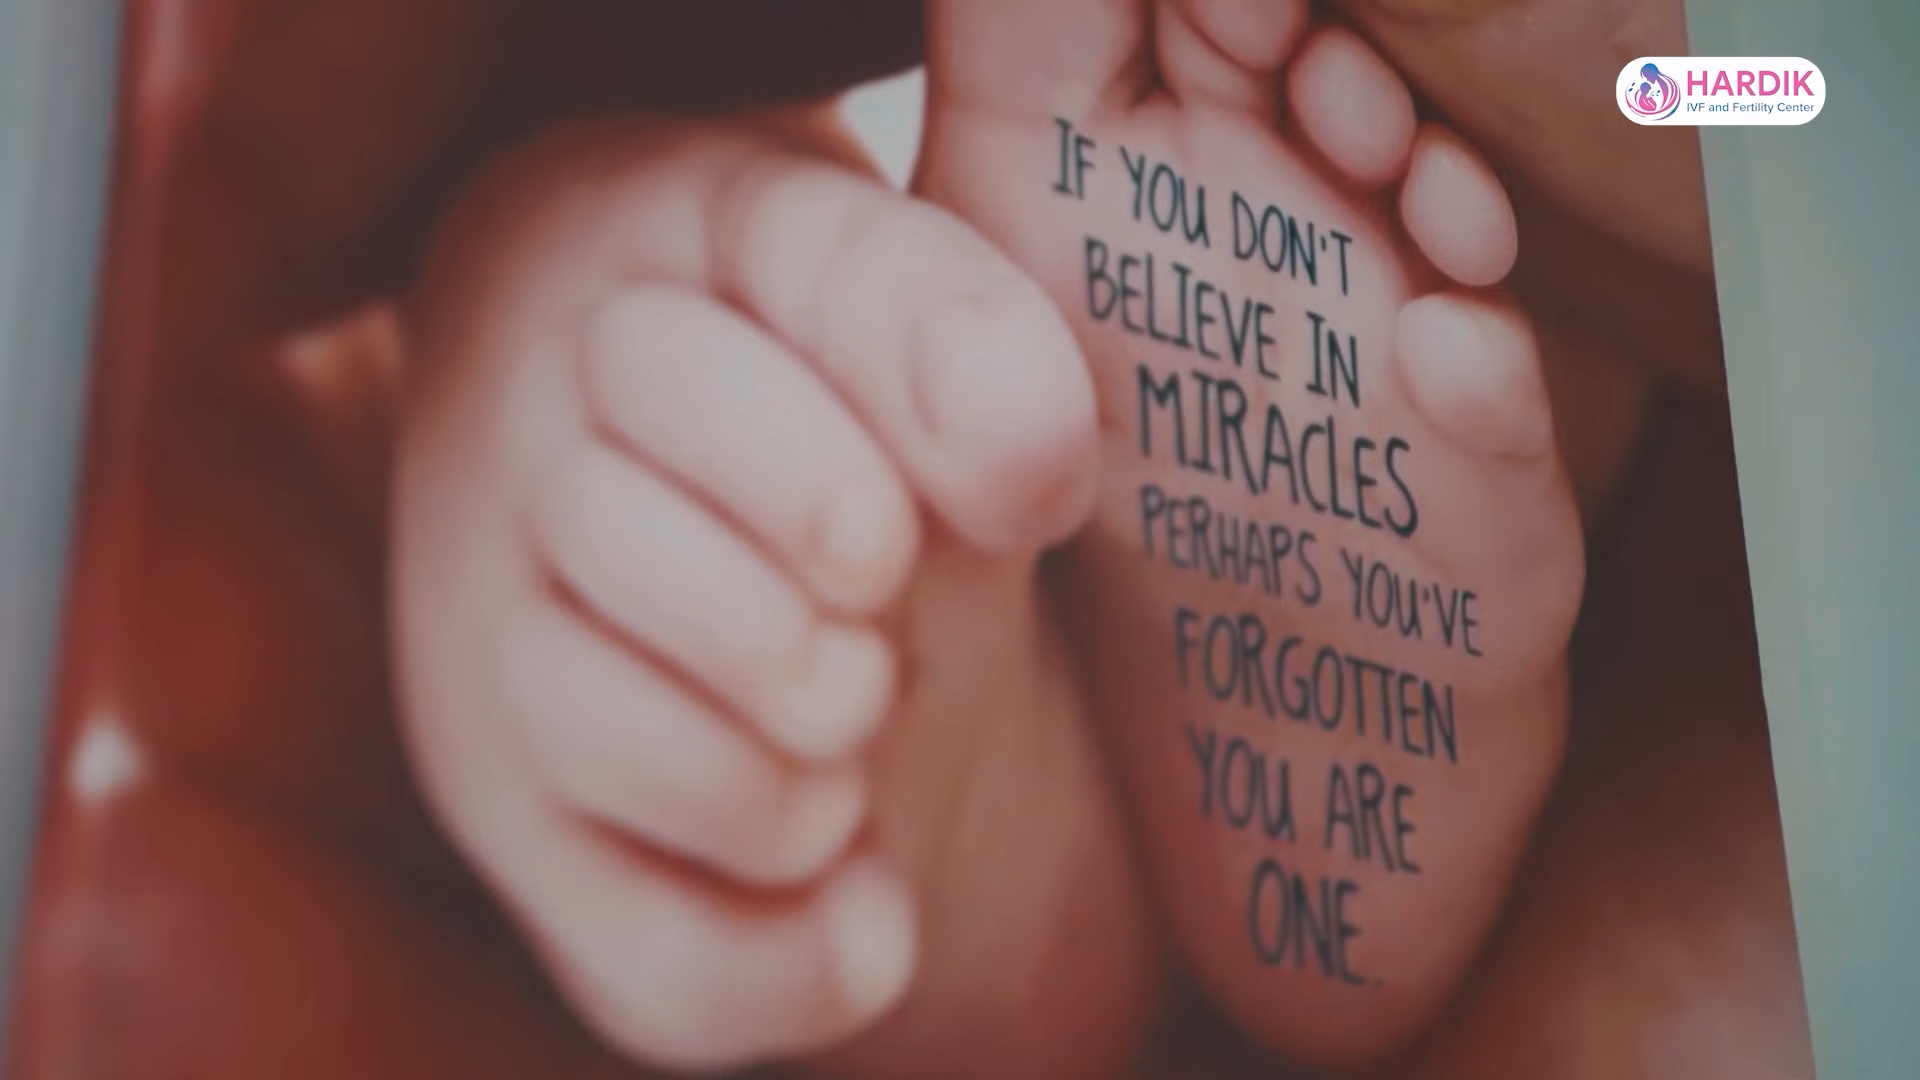 HARDIK
IVF and Fertility Center
IF YOU DON'T
BELIEVE IN
MIRACLES
PERHAPS YOU'VE
FORGOTTEN
YOU ARE
ONE.